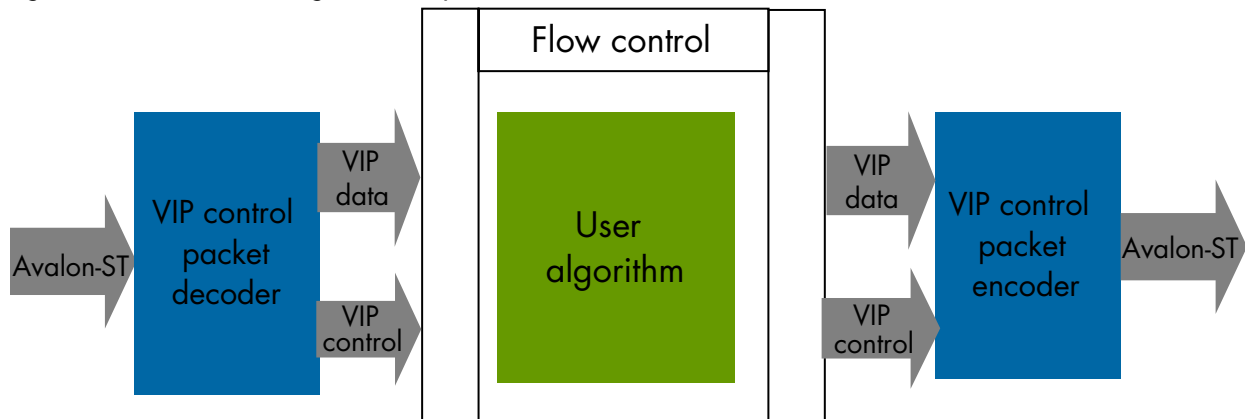 Flow control
Avalon-ST
VIP control
packet
decoder
VIP
data
VIP
control
User
algorithm
VIP
data
VIP
control
VIP control
packet
encoder
Avalon-ST